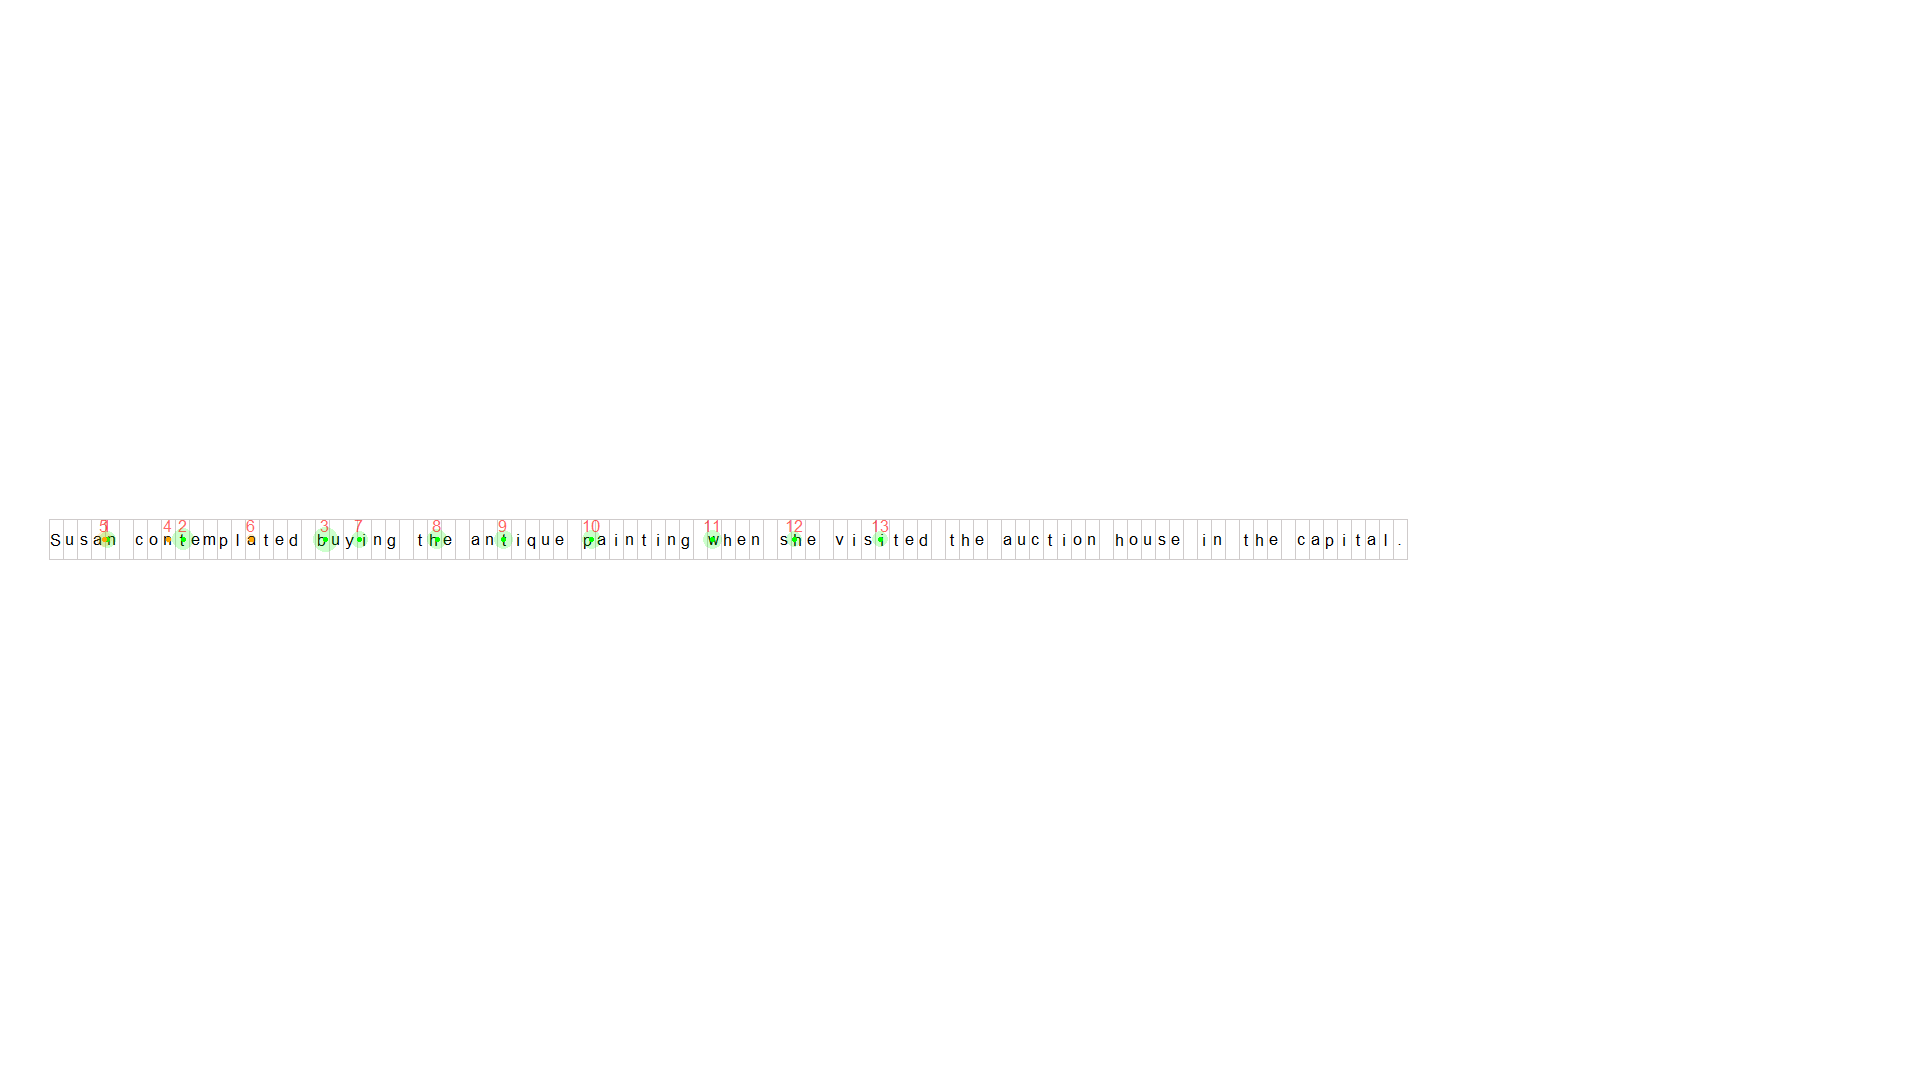 5 1 4 2 6 3 7 8 9 10 11 12 13
Susan contemplated buying the antique painting when she visited the auction house in the capital.